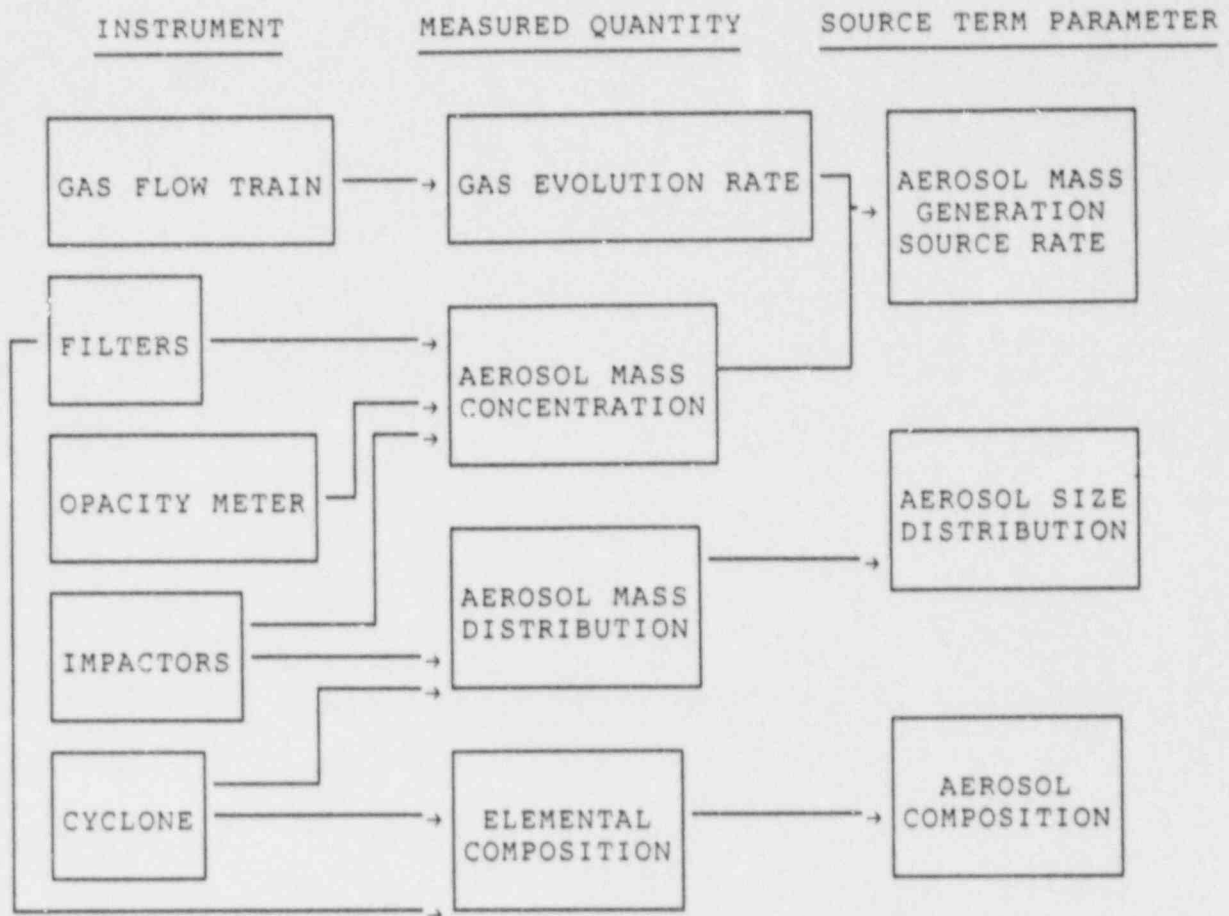 INSTRUMENT
MEASURED QUANTITY
SOURCE TERM PARAMETER
GAS FLOW TRAIN
GAS EVOLUTION RATE
AEROSOL MASS
GENERATION
SOURCE RATE
FILTERS
AEROSOL MASS
CONCENTRATION
OPACITY METER
AEROSOL SIZE
DISTRIBUTION
IMPACTORS
AEROSOL MASS
DISTRIBUTION
CYCLONE
ELEMENTAL
COMPOSITION
AEROSOL
COMPOSITION